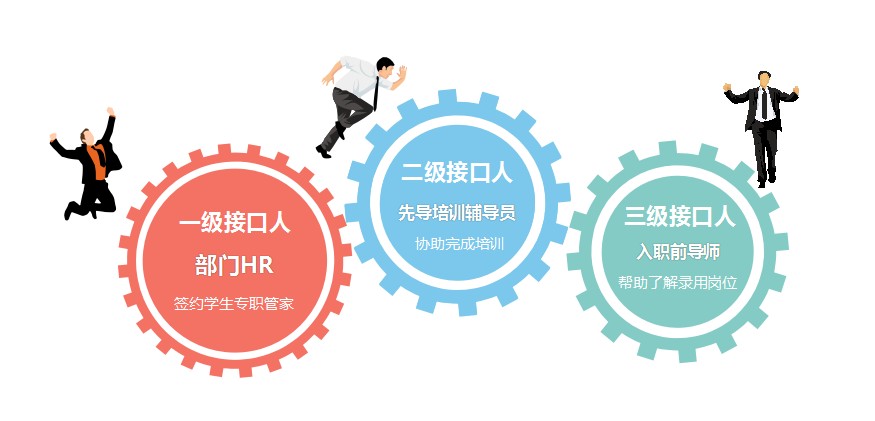 一级接口人
部门HR
签约学生专职管家
二级接口人
先导培训辅导员
协助完成培训
三级接口人
入职前导师
帮助了解录用岗位